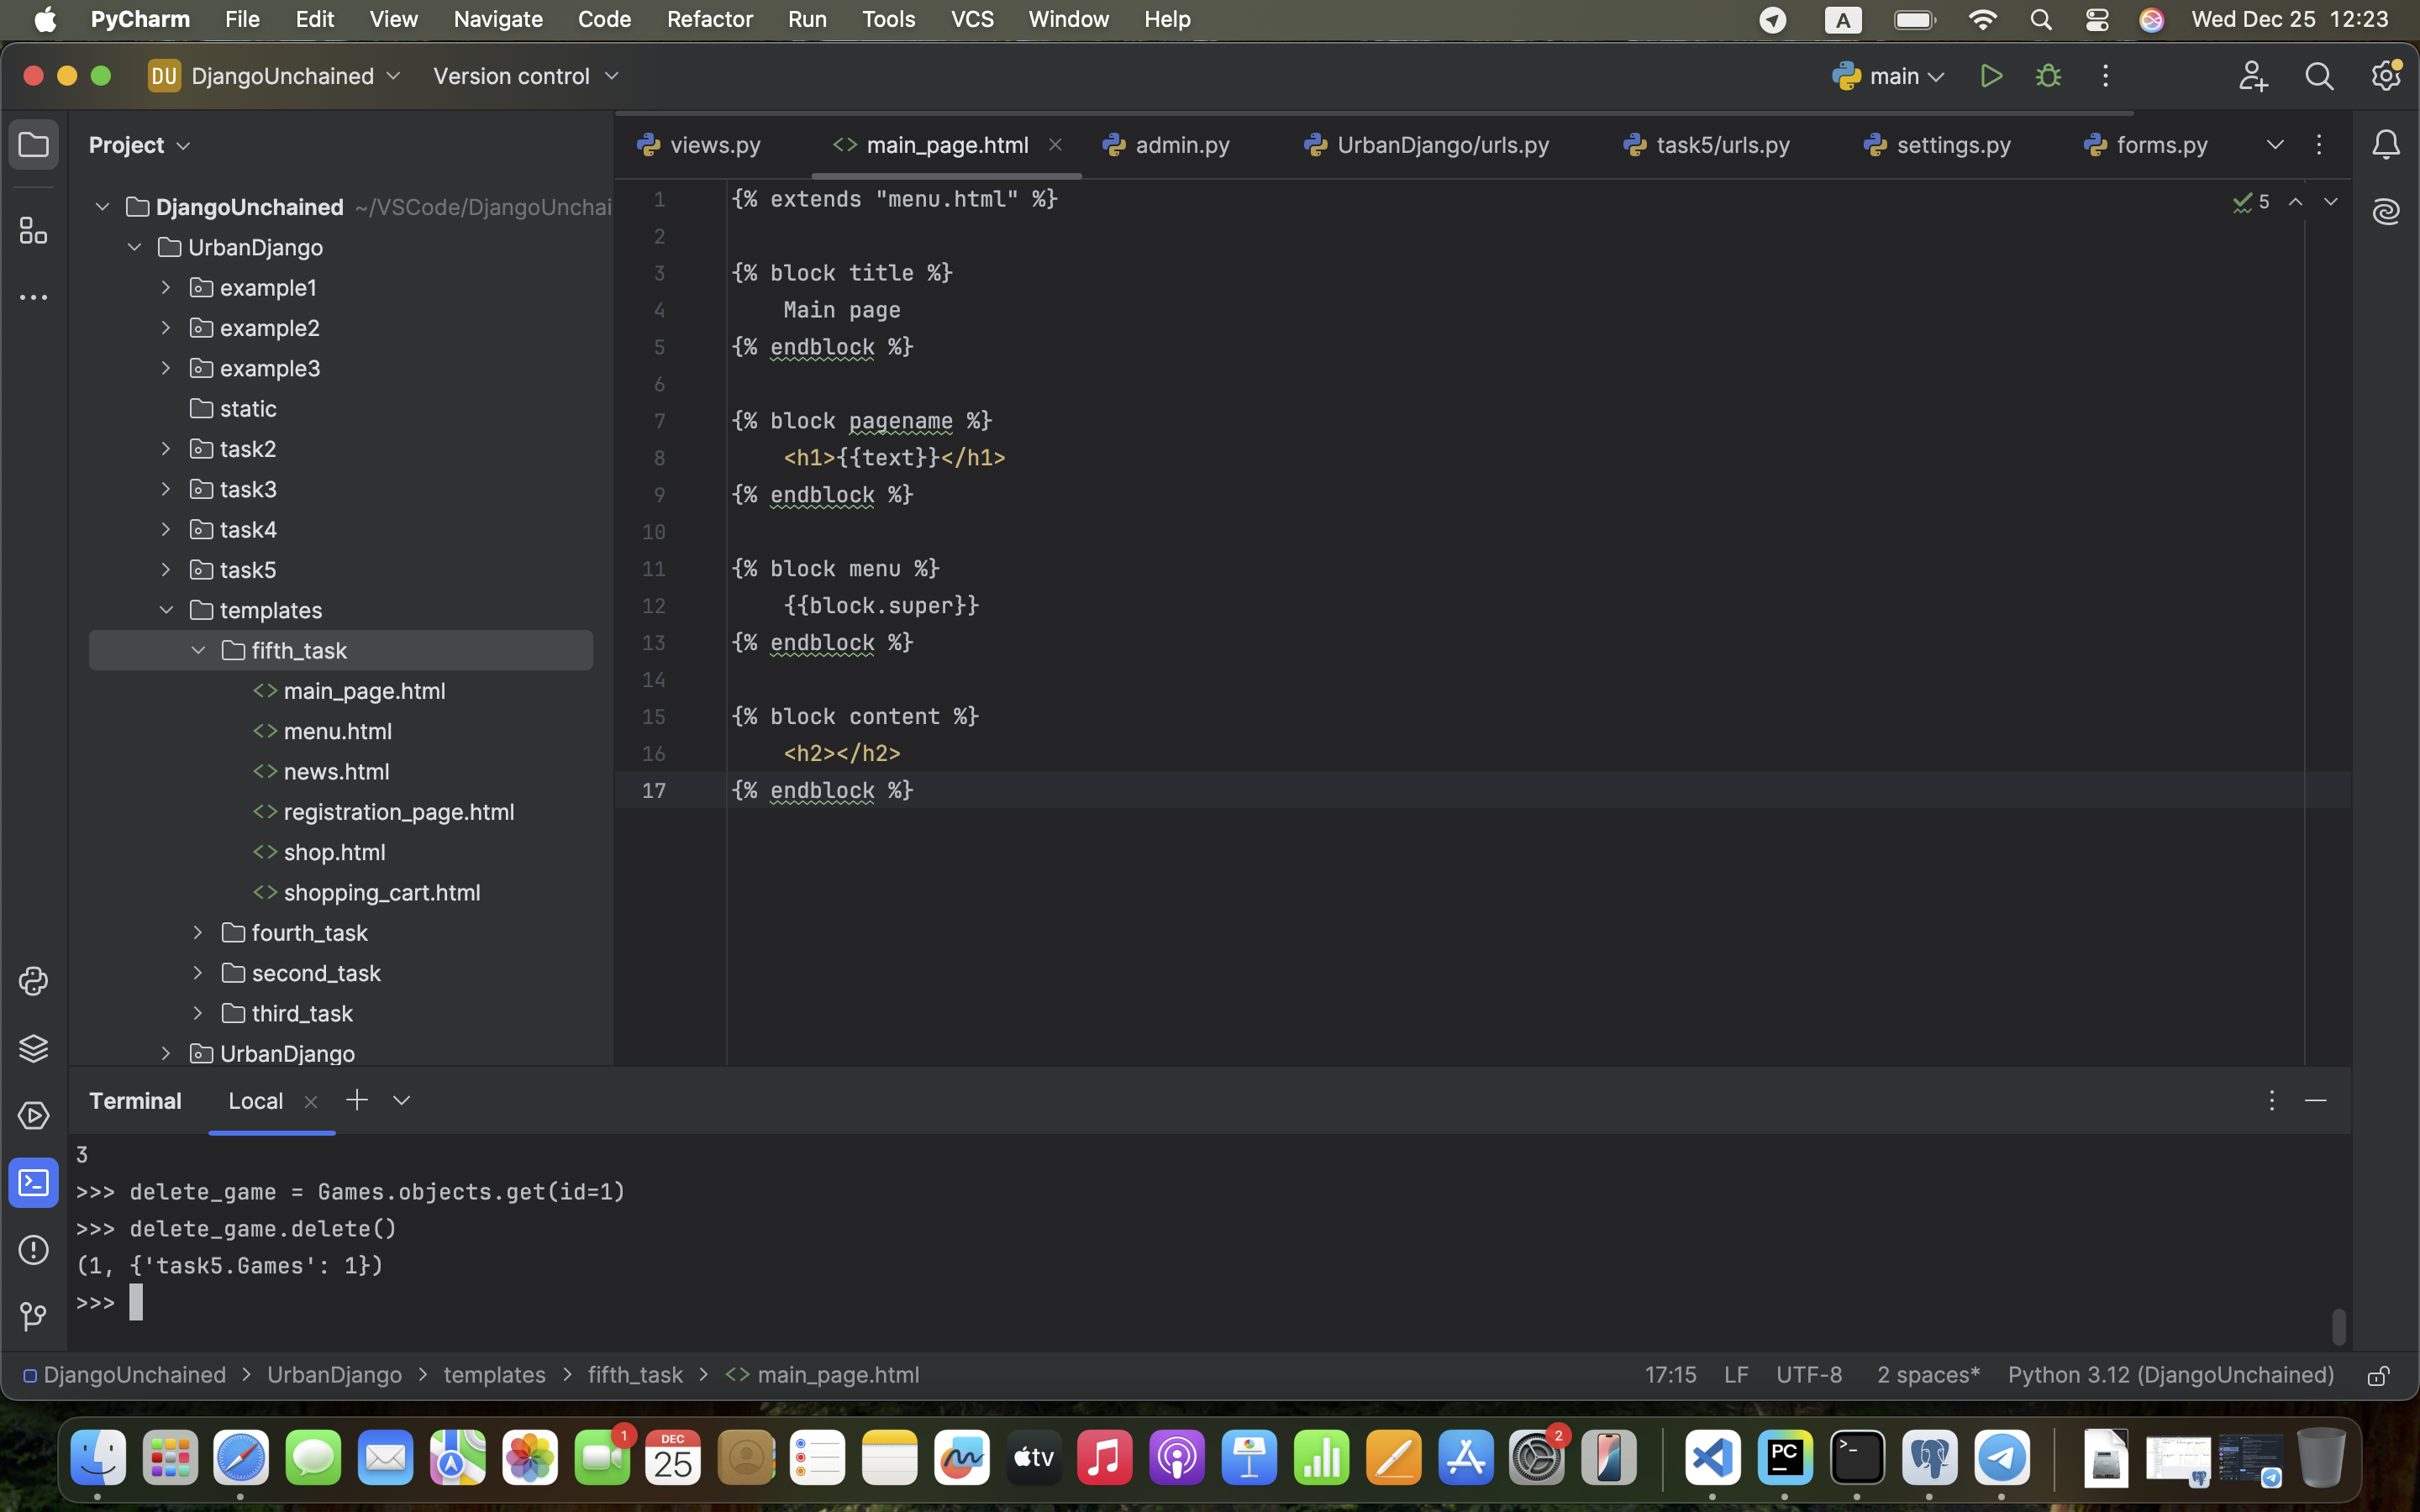 PyCharm File Edit View Navigate Code Refactor Run Tools VCS Window Help A Wed Dec 25 12:23
DU DjangoUnchained Version control main
Project
views.py main_page.html admin.py UrbanDjango/urls.py task5/urls.py settings.py forms.py
DjangoUnchained ~/VSCode/DjangoUnchai
UrbanDjango
example1
example2
example3
static
task2
task3
task4
task5
templates
fifth_task
main_page.html
menu.html
news.html
registration_page.html
shop.html
shopping_cart.html
fourth_task
second_task
third_task
UrbanDjango
5
1 {% extends "menu.html" %}
2
3 {% block title %}
4 Main page
5 {% endblock %}
6
7 {% block pagename %}
8 <h1>{{text}}</h1>
9 {% endblock %}
10
11 {% block menu %}
12 {{block.super}}
13 {% endblock %}
14
15 {% block content %}
16 <h2></h2>
17 {% endblock %}
Terminal Local
3
>>> delete_game = Games.objects.get(id=1)
>>> delete_game.delete()
(1, {'task5.Games': 1})
>>>
DjangoUnchained > UrbanDjango > templates > fifth_task > <> main_page.html 17:15 LF UTF-8 2 spaces* Python 3.12 (DjangoUnchained)
1
DEC
25
tv
2
PC
>_